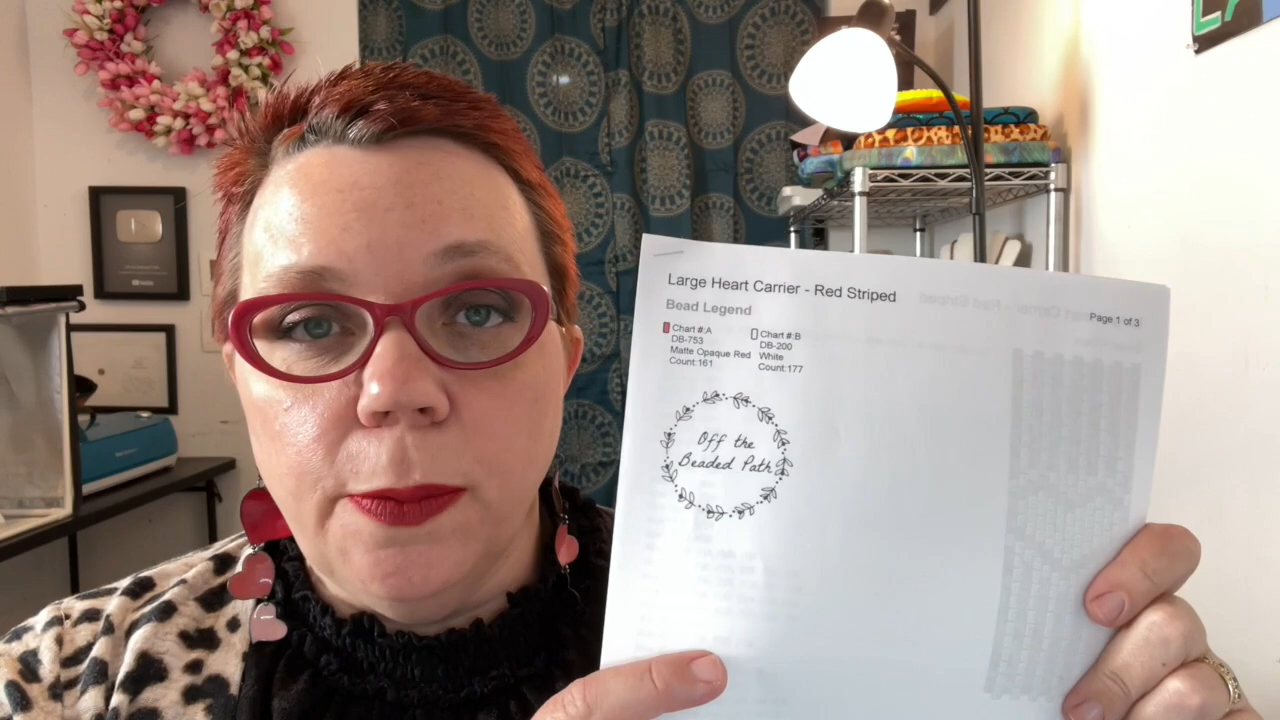 Large Heart Carrier - Red Striped
Page 1 of 3
Bead Legend
Chart #:A
DB-753
Matte Opaque Red
Count:161
Chart #:B
DB-200
White
Count:177
Off the
Beaded Path